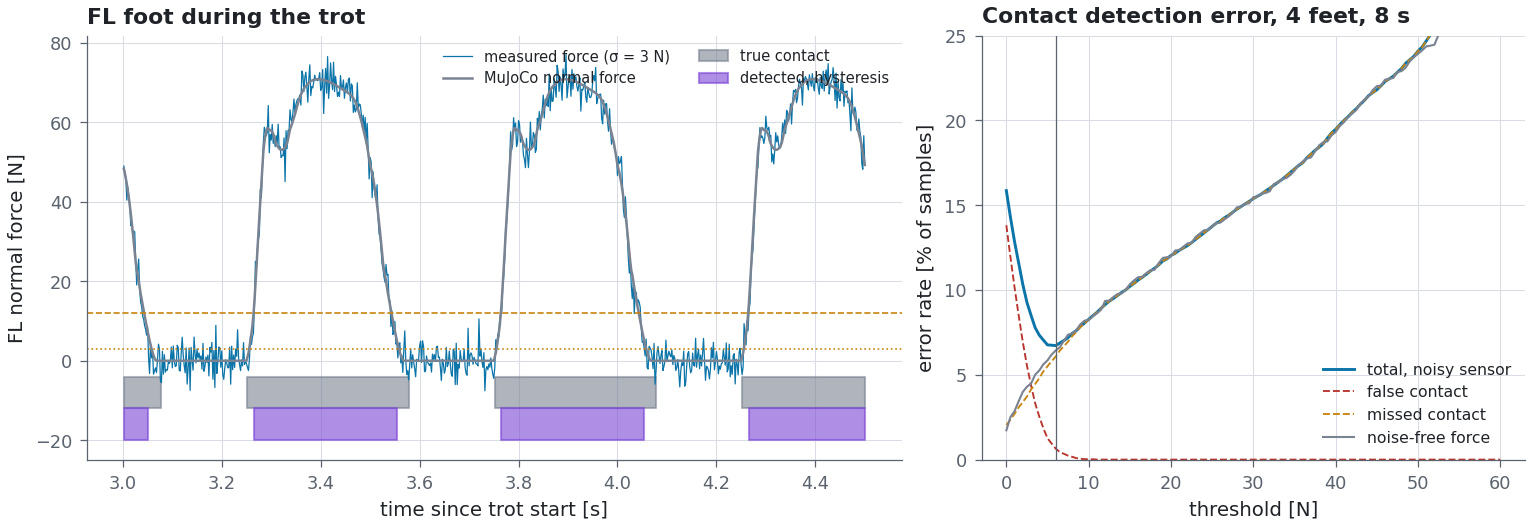 FL foot during the trot
FL normal force [N]
80
60
40
20
0
−20
measured force (σ = 3 N)
MuJoCo normal force
true contact
detected, hysteresis
3.0 3.2 3.4 3.6 3.8 4.0 4.2 4.4
time since trot start [s]
Contact detection error, 4 feet, 8 s
error rate [% of samples]
25
20
15
10
5
0
total, noisy sensor
false contact
missed contact
noise-free force
0 10 20 30 40 50 60
threshold [N]